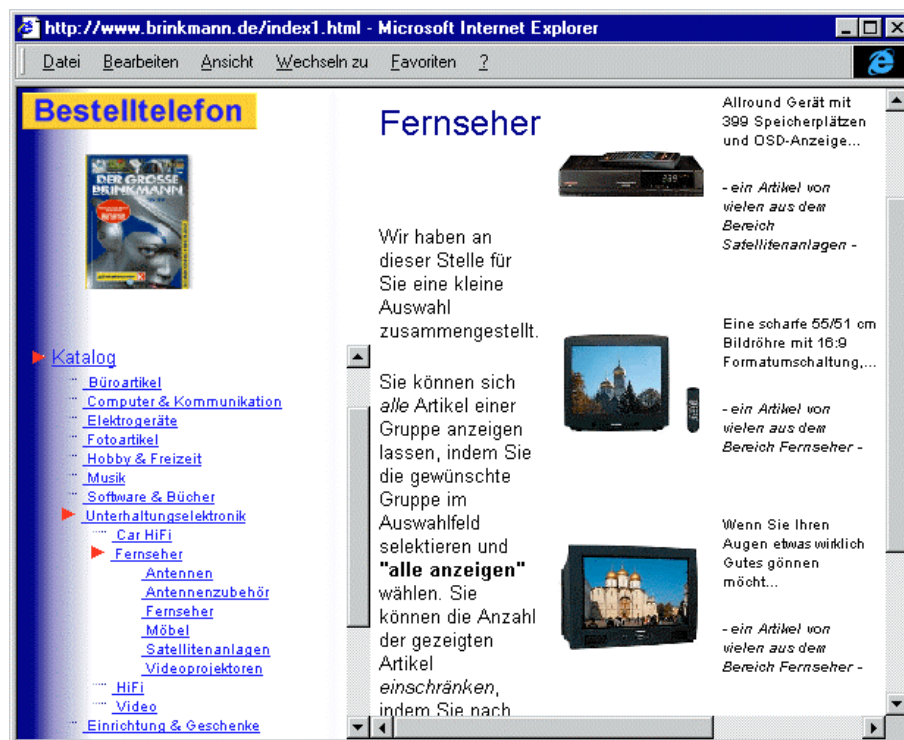 http://www.brinkmann.de/index1.html - Microsoft Internet Explorer
Datei Bearbeiten Ansicht Wechseln zu Favoriten ?
Bestelltelefon
DER GROSSE
BRINKMANN
Katalog
Büroartikel
Computer & Kommunikation
Elektrogeräte
Fotoartikel
Hobby & Freizeit
Musik
Software & Bücher
Unterhaltungselektronik
Car HiFi
Fernseher
Antennen
Antennenzubehör
Fernseher
Möbel
Satellitenanlagen
Videoprojektoren
HiFi
Video
Einrichtung & Geschenke
Fernseher
Wir haben an
dieser Stelle für
Sie eine kleine
Auswahl
zusammengestellt.
Sie können sich
alle Artikel einer
Gruppe anzeigen
lassen, indem Sie
die gewünschte
Gruppe im
Auswahlfeld
selektieren und
"alle anzeigen"
wählen. Sie
können die Anzahl
der gezeigten
Artikel
einschränken,
indem Sie nach
399
Allround Gerät mit
399 Speicherplätzen
und OSD-Anzeige...
- ein Artikel von
vielen aus dem
Bereich
Satellitenanlagen -
Eine scharfe 55/51 cm
Bildröhre mit 16:9
Formatumschaltung,...
- ein Artikel von
vielen aus dem
Bereich Fernseher -
Wenn Sie Ihren
Augen etwas wirklich
Gutes gönnen
möcht...
- ein Artikel von
vielen aus dem
Bereich Fernseher -